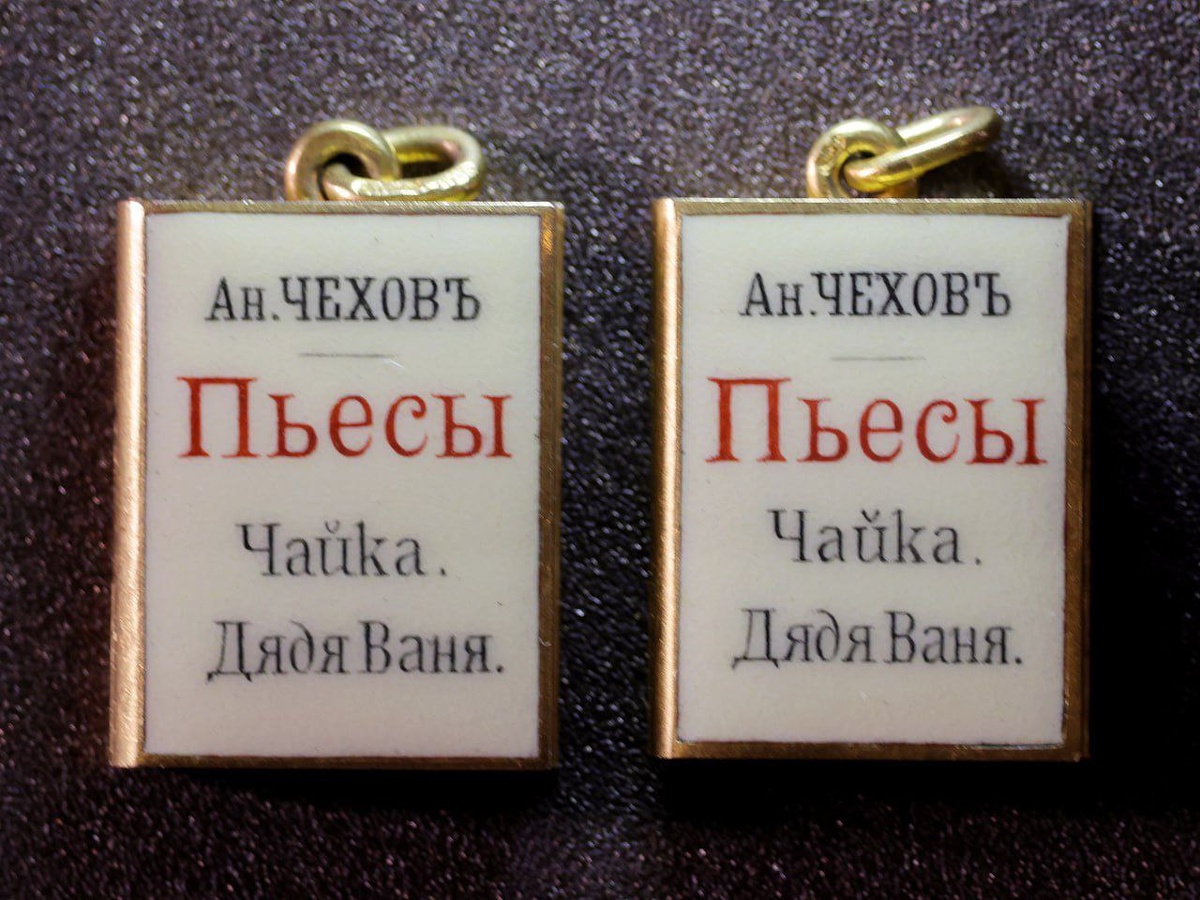 Ан. ЧЕХОВЪ
Пьесы
Чайка.
Дядя Ваня.
Ан. ЧЕХОВЪ
Пьесы
Чайка.
Дядя Ваня.